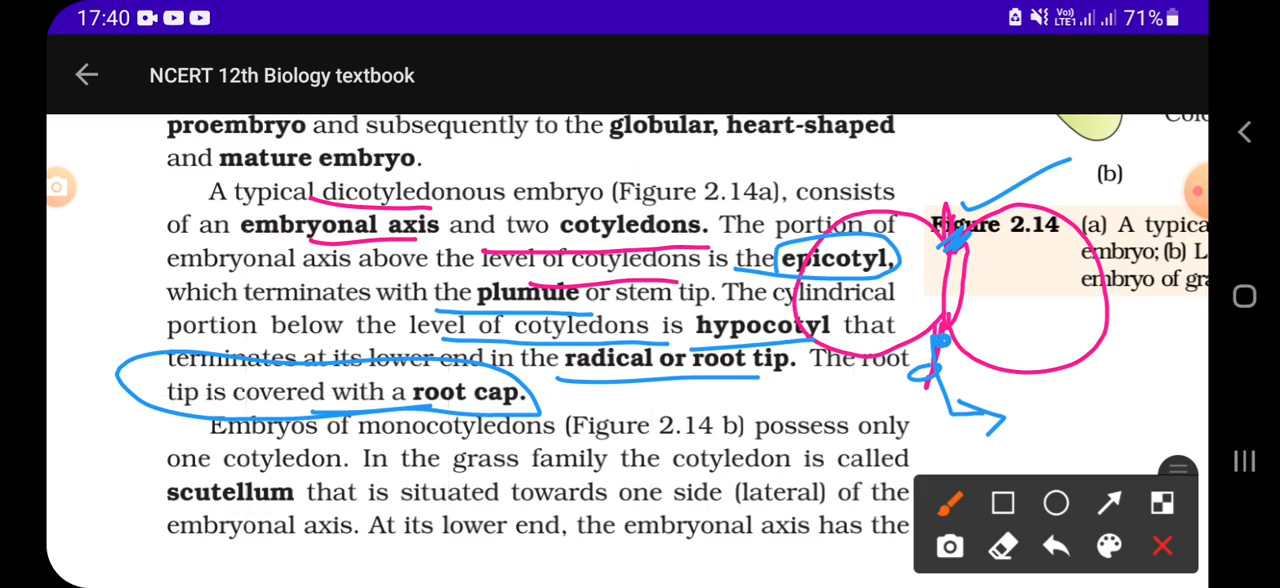 17:40
Vo)) LTE1 71%
NCERT 12th Biology textbook
proembryo and subsequently to the globular, heart-shaped
and mature embryo.
A typical dicotyledonous embryo (Figure 2.14a), consists
of an embryonal axis and two cotyledons. The portion of
embryonal axis above the level of cotyledons is the epicotyl,
which terminates with the plumule or stem tip. The cylindrical
portion below the level of cotyledons is hypocotyl that
terminates at its lower end in the radical or root tip. The root
tip is covered with a root cap.
Embryos of monocotyledons (Figure 2.14 b) possess only
one cotyledon. In the grass family the cotyledon is called
scutellum that is situated towards one side (lateral) of the
embryonal axis. At its lower end, the embryonal axis has the
(b)
Figure 2.14 (a) A typica
embryo; (b) L
embryo of gra